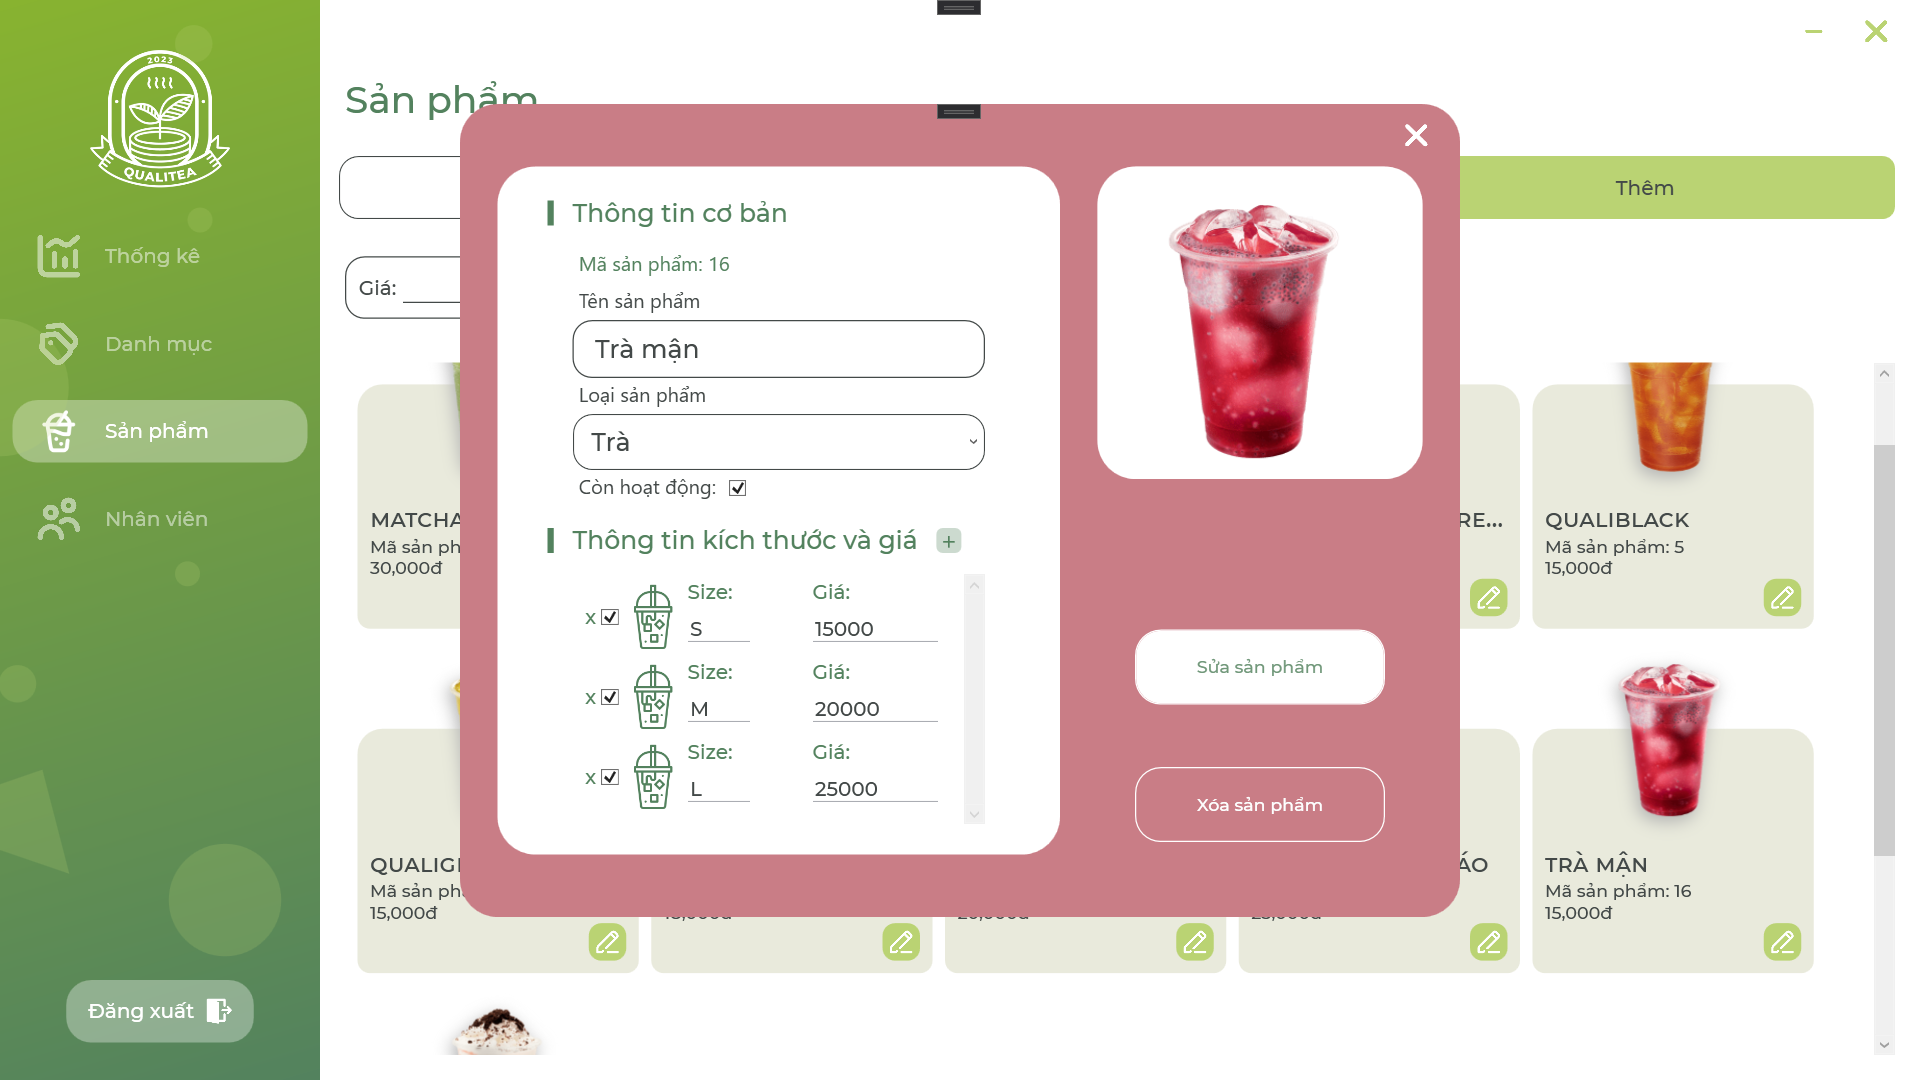 2023
QUALITEA
Thống kê
Danh mục
Sản phẩm
Nhân viên
Đăng xuất
Sản phẩm
Thêm
Giá:
Thông tin cơ bản
Mã sản phẩm: 16
Tên sản phẩm
Trà mận
Loại sản phẩm
Trà
Còn hoạt động:
Thông tin kích thước và giá +
Size: Giá:
x S 15000
Size: Giá:
x M 20000
Size: Giá:
x L 25000
Sửa sản phẩm
Xóa sản phẩm
MATCHA
Mã sản ph
30,000đ
RE...
QUALIBLACK
Mã sản phẩm: 5
15,000đ
QUALIG
Mã sản ph
15,000đ
ÁO
TRÀ MẬN
Mã sản phẩm: 16
15,000đ